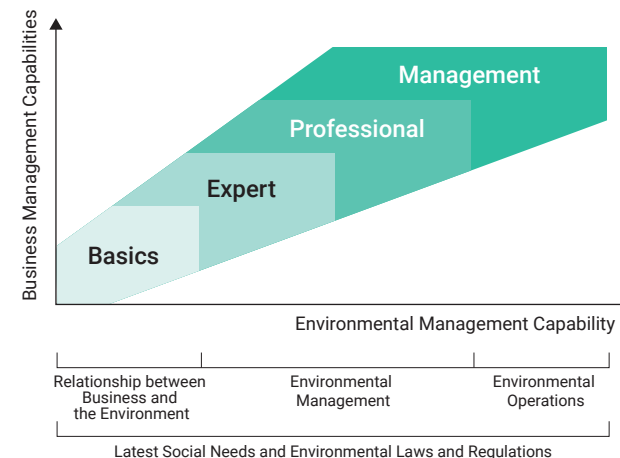 Business Management Capabilities
Management
Professional
Expert
Basics
Environmental Management Capability
Relationship between
Business and
the Environment
Environmental
Management
Environmental
Operations
Latest Social Needs and Environmental Laws and Regulations